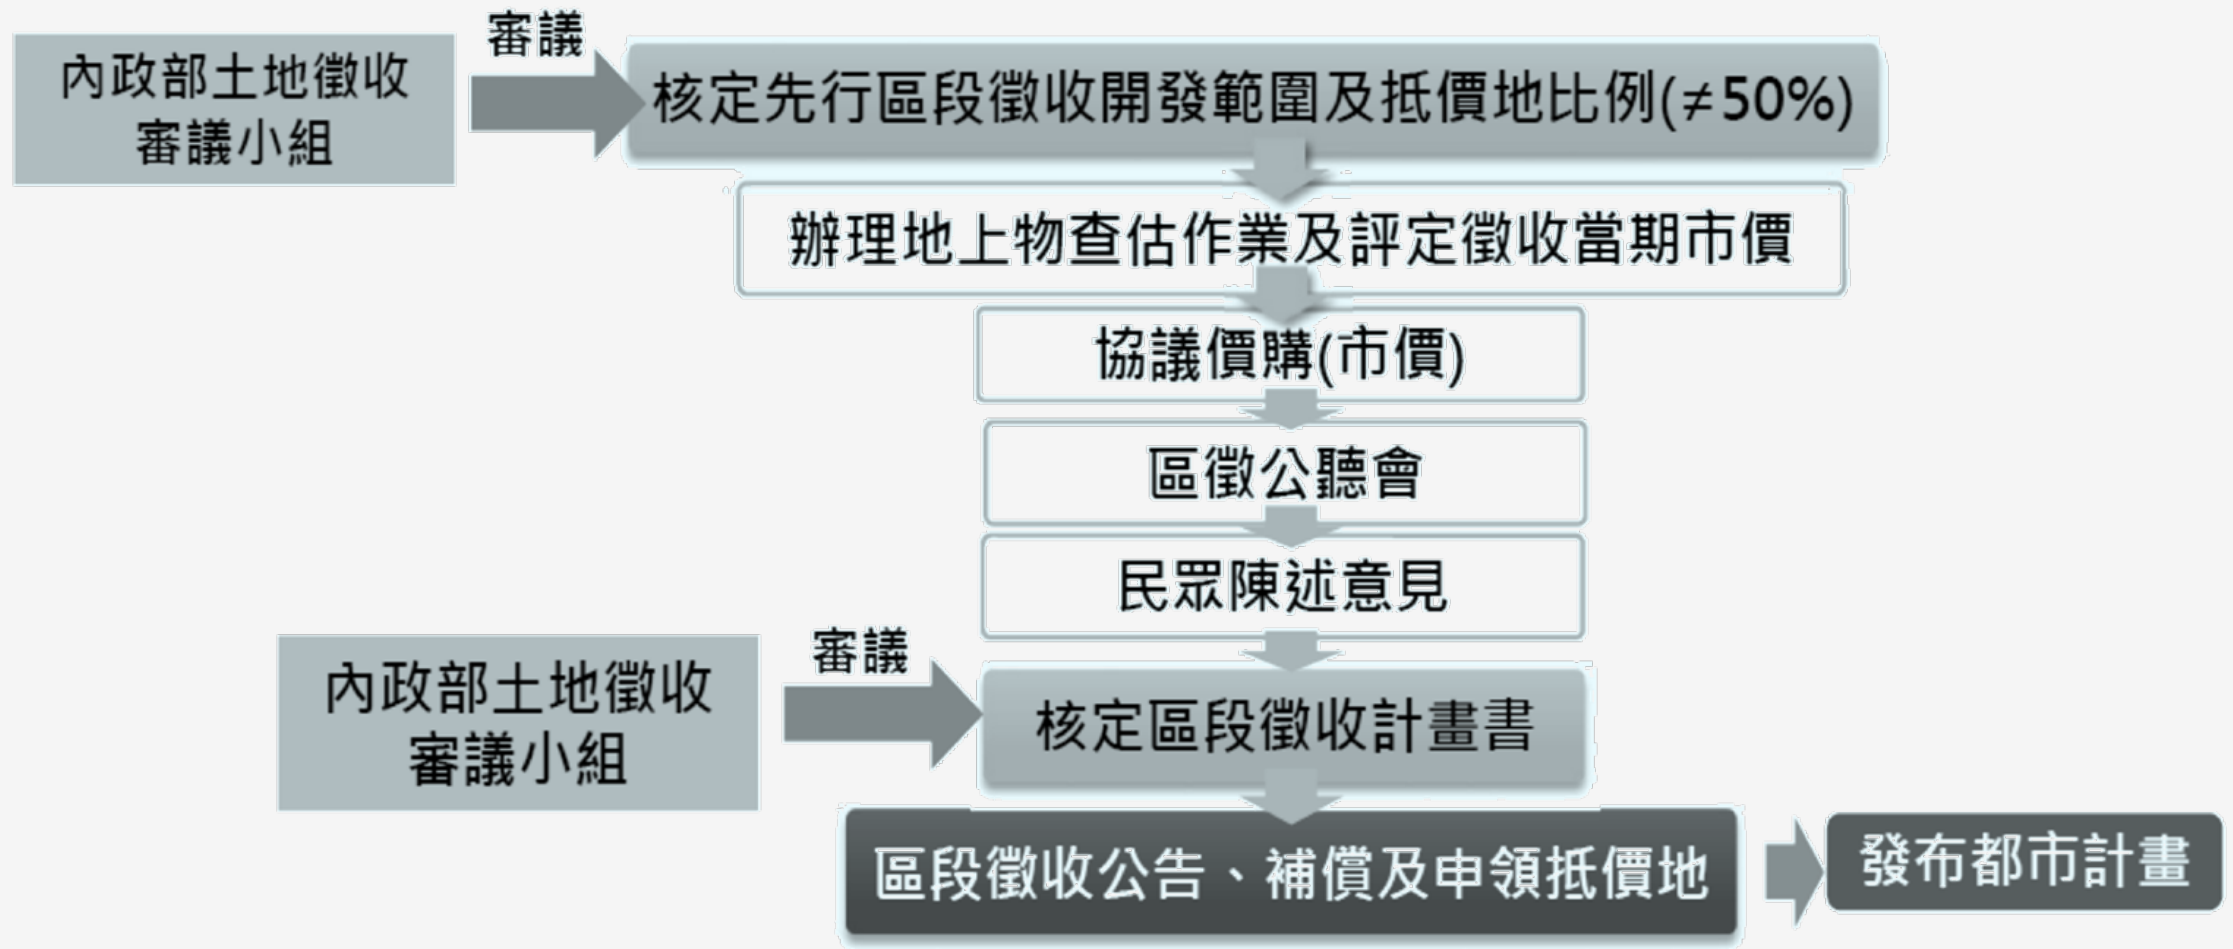 審議
內政部土地徵收
審議小組
核定先行區段徵收開發範圍及抵價地比例(≠50%)
辦理地上物查估作業及評定徵收當期市價
協議價購(市價)
區徵公聽會
民眾陳述意見
審議
內政部土地徵收
審議小組
核定區段徵收計畫書
區段徵收公告、補償及申領抵價地
發布都市計畫